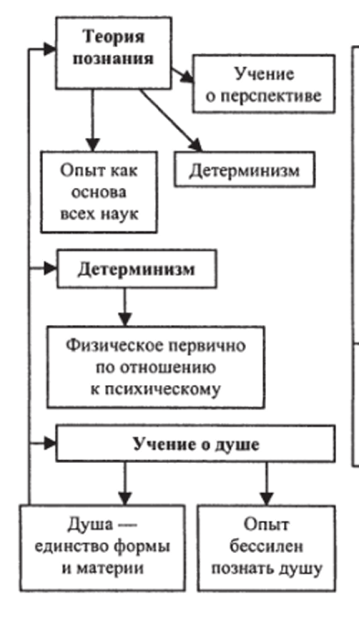 Теория
познания
Учение
о перспективе
Опыт как
основа
всех наук
Детерминизм
Детерминизм
Физическое первично
по отношению
к психическому
Учение о душе
Душа —
единство формы
и материи
Опыт
бессилен
познать душу